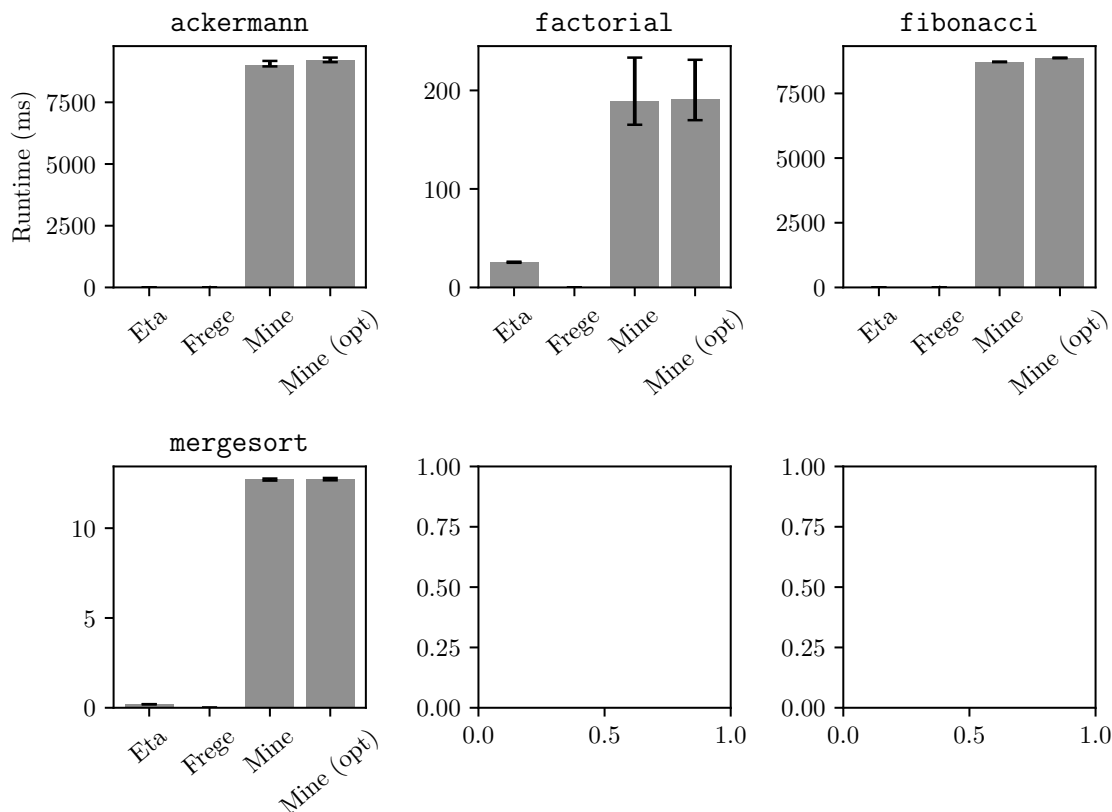 ackermann
factorial
fibonacci
Runtime (ms)
7500
5000
2500
0
Eta
Frege
Mine
Mine (opt)
200
100
0
Eta
Frege
Mine
Mine (opt)
7500
5000
2500
0
Eta
Frege
Mine
Mine (opt)
mergesort
10
5
0
Eta
Frege
Mine
Mine (opt)
1.00
0.75
0.50
0.25
0.00
0.0 0.5 1.0
1.00
0.75
0.50
0.25
0.00
0.0 0.5 1.0